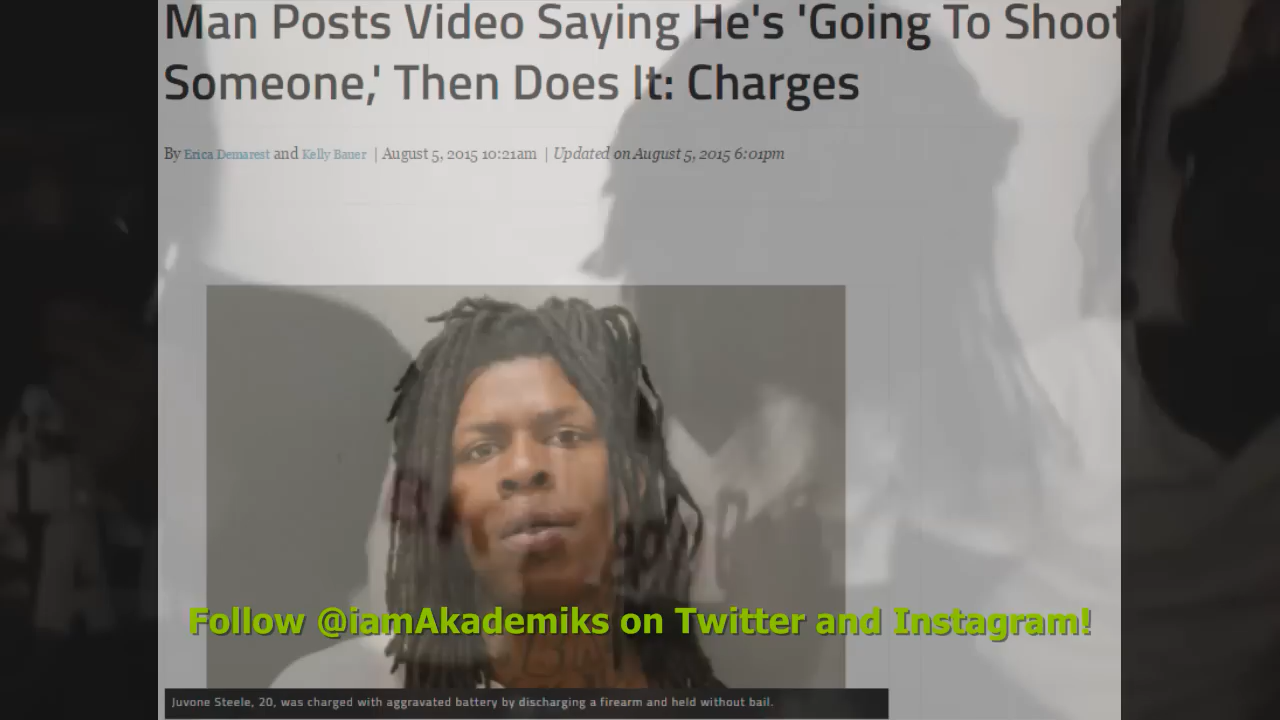 Man Posts Video Saying He's 'Going To Shoot
Someone,' Then Does It: Charges
By Erica Demarest and Kelly Bauer | August 5, 2015 10:21am | Updated on August 5, 2015 6:01pm
Follow @iamAkademiks on Twitter and Instagram!
Juvone Steele, 20, was charged with aggravated battery by discharging a firearm and held without bail.